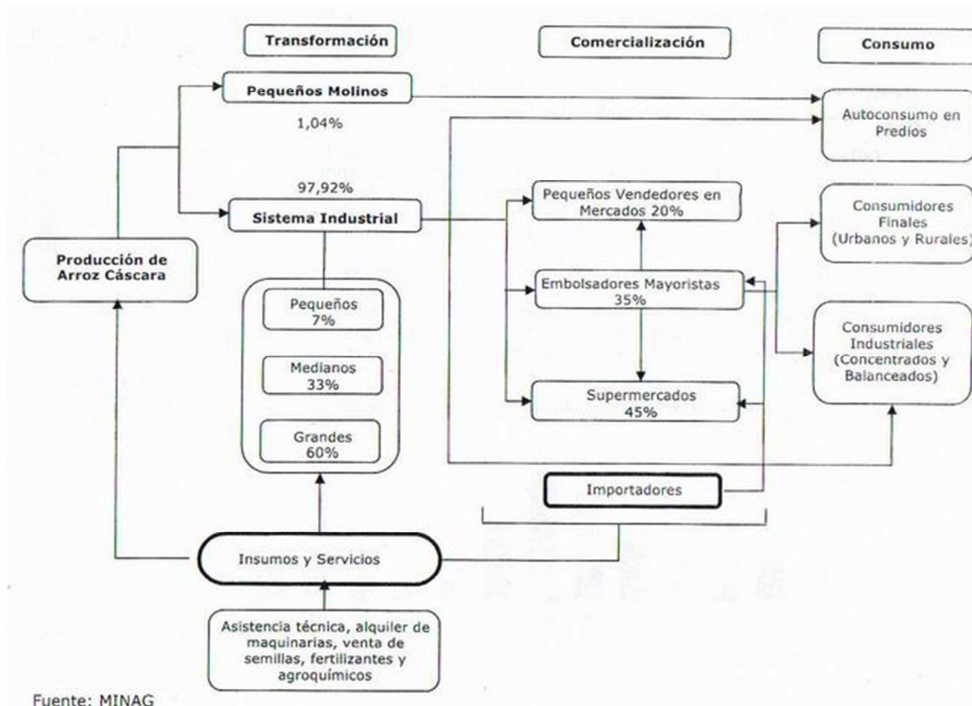 Transformación
Comercialización
Consumo
Pequeños Molinos
1,04%
Autoconsumo en
Predios
97,92%
Sistema Industrial
Pequeños Vendedores en
Mercados 20%
Consumidores
Finales
(Urbanos y Rurales)
Producción de
Arroz Cáscara
Pequeños
7%
Embolsadores Mayoristas
35%
Medianos
33%
Consumidores
Industriales
(Concentrados y
Balanceados)
Supermercados
45%
Grandes
60%
Importadores
Insumos y Servicios
Asistencia técnica, alquiler de
maquinarias, venta de
semillas, fertilizantes y
agroquímicos
Fuente: MINAG